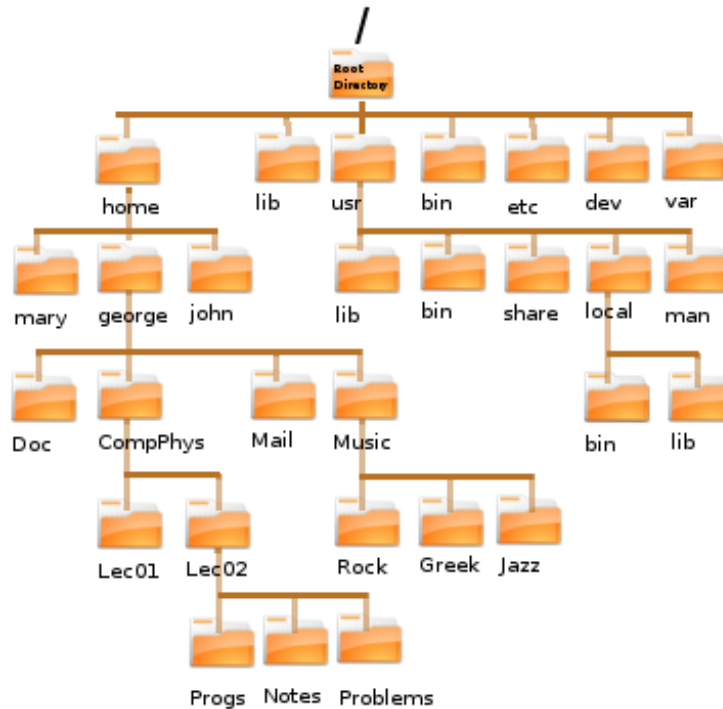 /
Root
Directory
home lib usr bin etc dev var
mary george john lib bin share local man
Doc CompPhys Mail Music bin lib
Lec01 Lec02 Rock Greek Jazz
Progs Notes Problems